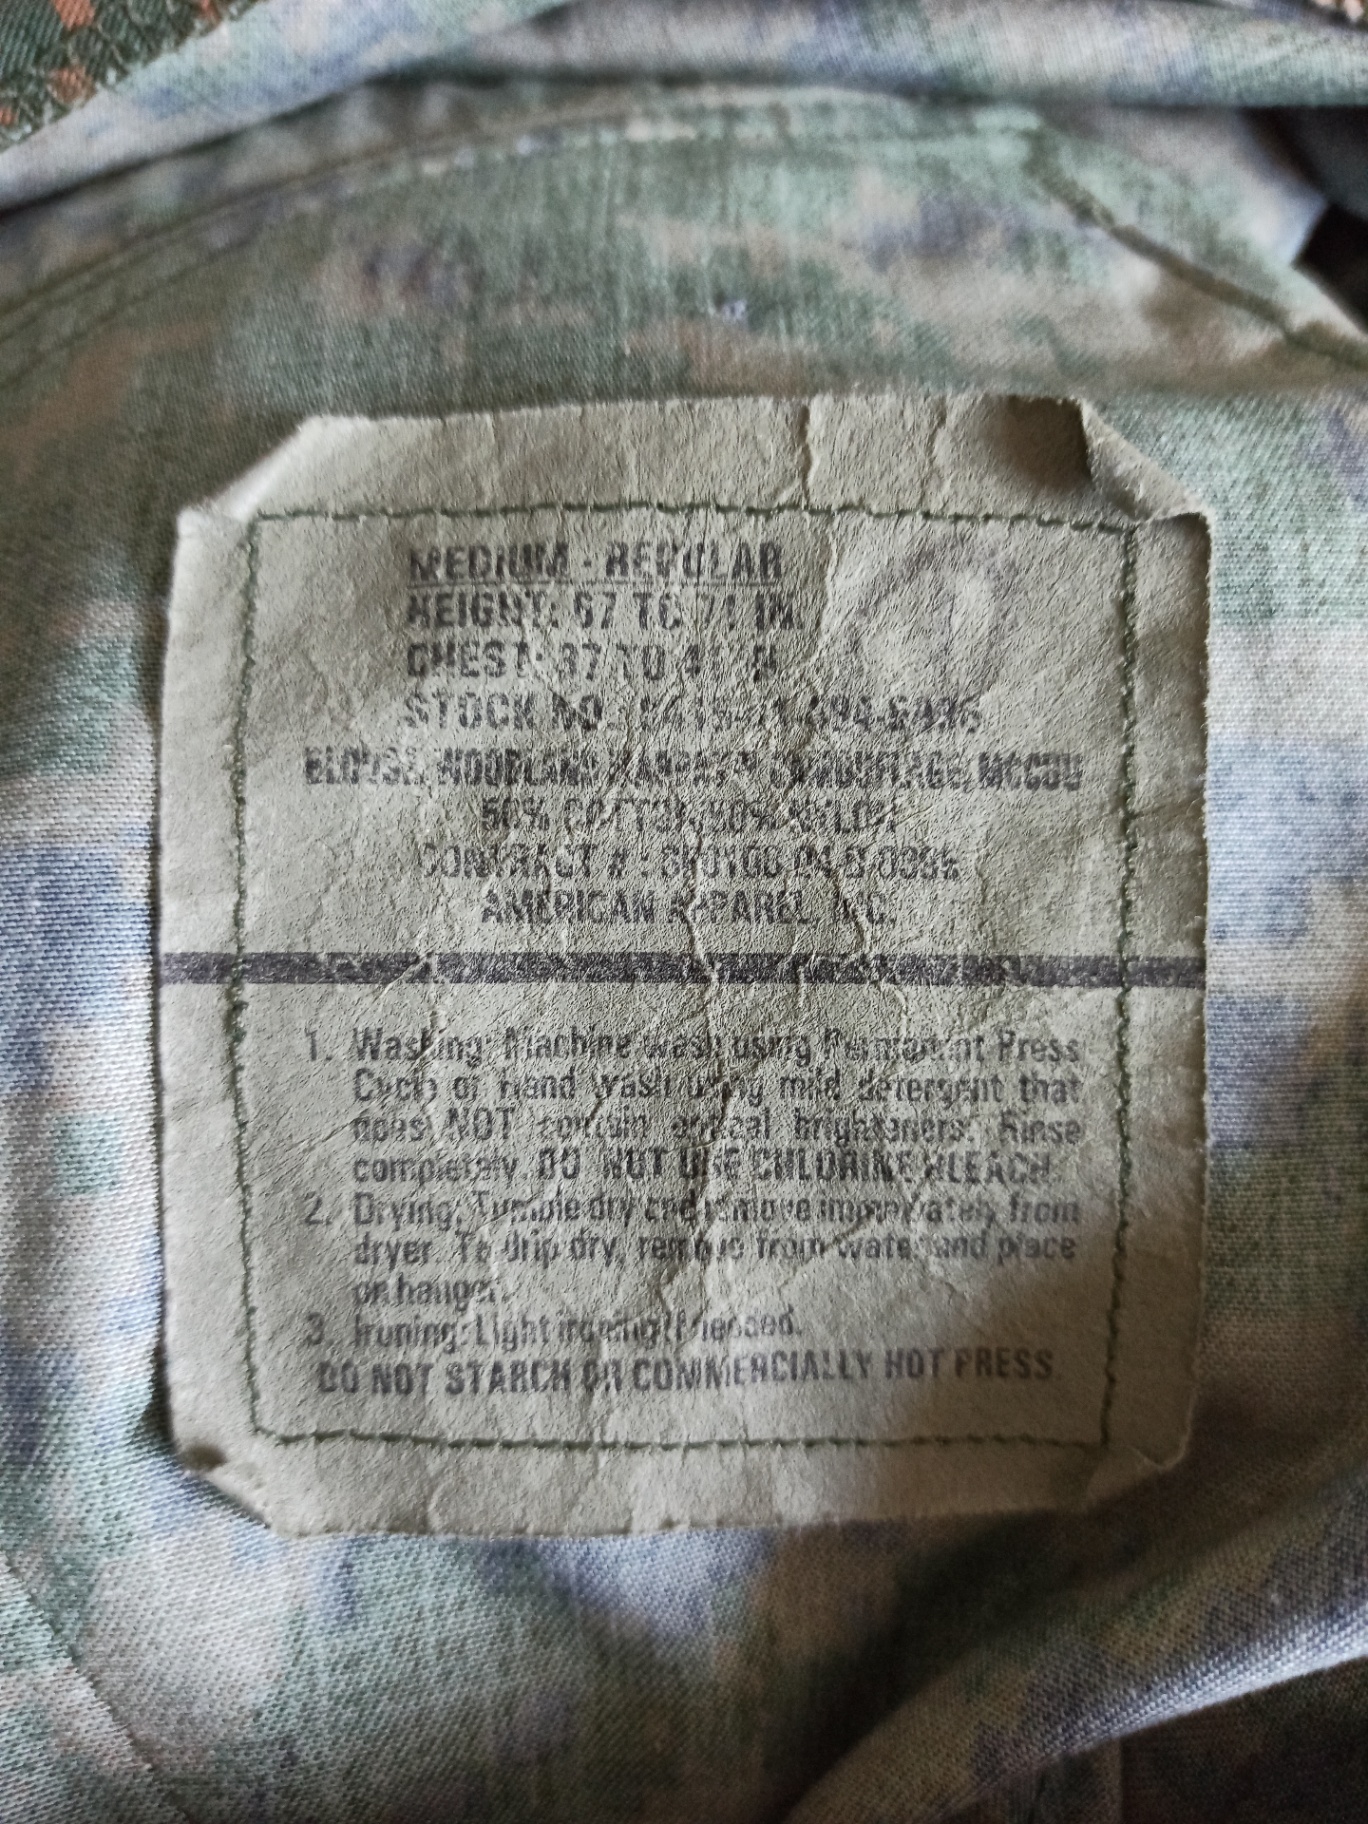 MEDIUM - REGULAR
HEIGHT: 67 TO 71 IN.
CHEST: 37 TO 41 IN
STOCK NO.
BLOUSE, WOODLAND MARPAT CAMOUFLAGE, MCCUU
50% COTTON, 50% NYLON
CONTRACT # :
AMERICAN APPAREL INC.
1. Washing: Machine wash using Permanent Press
Cycle or Hand wash using mild detergent that
does NOT contain optical brighteners. Rinse
completely. DO NOT USE CHLORINE BLEACH.
2. Drying: Tumble dry and remove immediately from
dryer. To drip dry, remove from water and place
on hanger.
3. Ironing: Light ironing if needed.
DO NOT STARCH OR COMMERCIALLY HOT PRESS